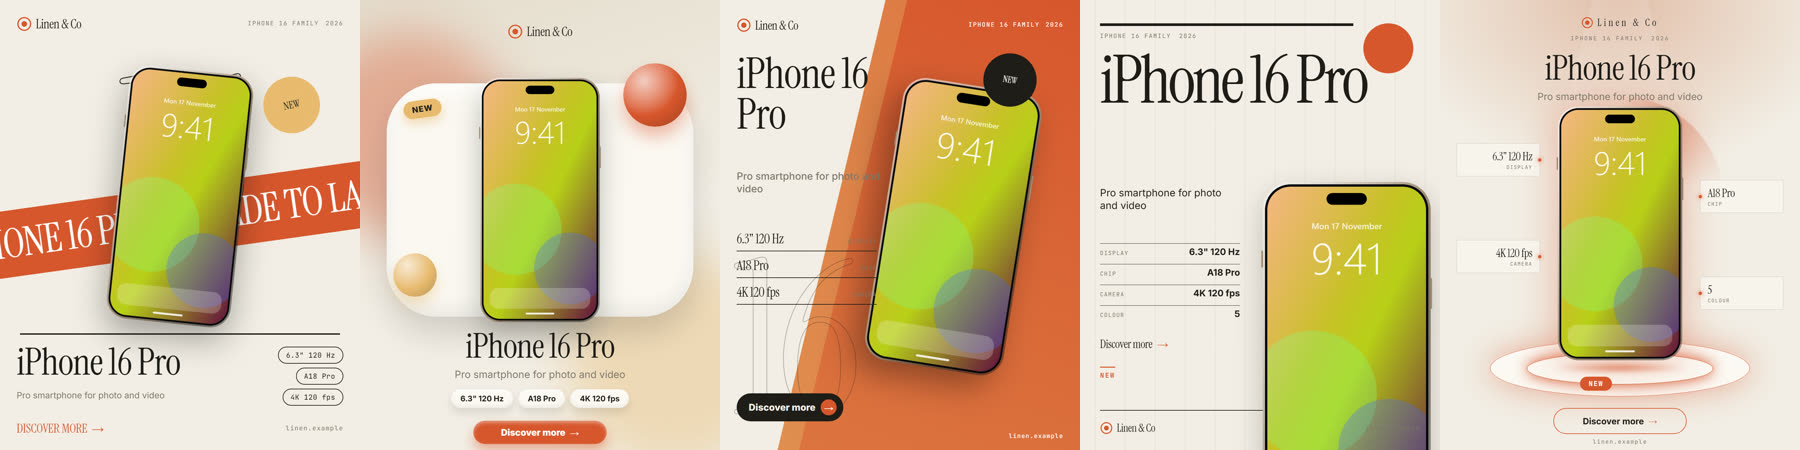 Linen & Co
IPHONE 16 FAMILY 2026
NEW
Mon 17 November
9:41
IONE 16 P
ADE TO LA
iPhone 16 Pro
Pro smartphone for photo and video
6.3" 120 Hz
A18 Pro
4K 120 fps
DISCOVER MORE →
linen.example
Linen & Co
NEW
Mon 17 November
9:41
iPhone 16 Pro
Pro smartphone for photo and video
6.3" 120 Hz
A18 Pro
4K 120 fps
Discover more →
Linen & Co
IPHONE 16 FAMILY 2026
iPhone 16
Pro
NEW
Mon 17 November
9:41
Pro smartphone for photo and
video
6.3" 120 Hz
A18 Pro
4K 120 fps
16
Discover more →
linen.example
IPHONE 16 FAMILY 2026
iPhone 16 Pro
Pro smartphone for photo
and video
Mon 17 November
9:41
DISPLAY 6.3" 120 Hz
CHIP A18 Pro
CAMERA 4K 120 fps
COLOUR 5
Discover more →
NEW
Linen & Co
Linen & Co
IPHONE 16 FAMILY 2026
iPhone 16 Pro
Pro smartphone for photo and video
Mon 17 November
9:41
6.3" 120 Hz
DISPLAY
A18 Pro
CHIP
4K 120 fps
CAMERA
5
COLOUR
NEW
Discover more →
linen.example